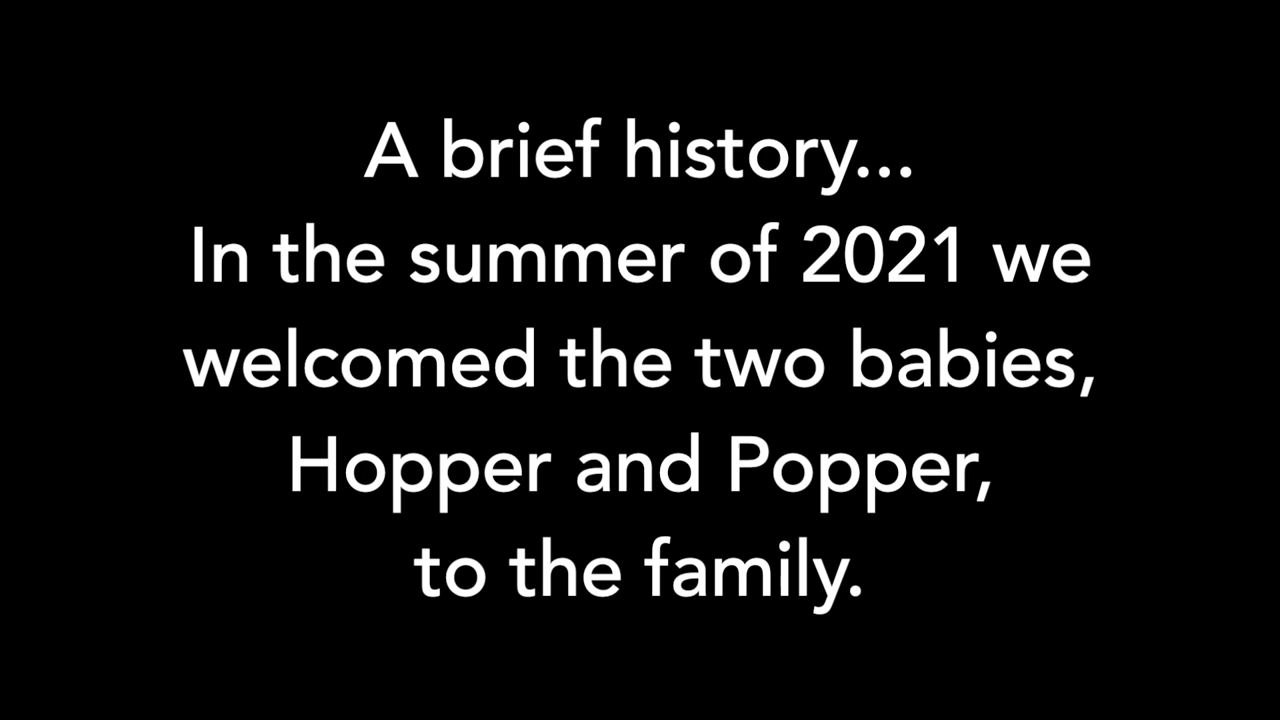 A brief history...
In the summer of 2021 we
welcomed the two babies,
Hopper and Popper,
to the family.